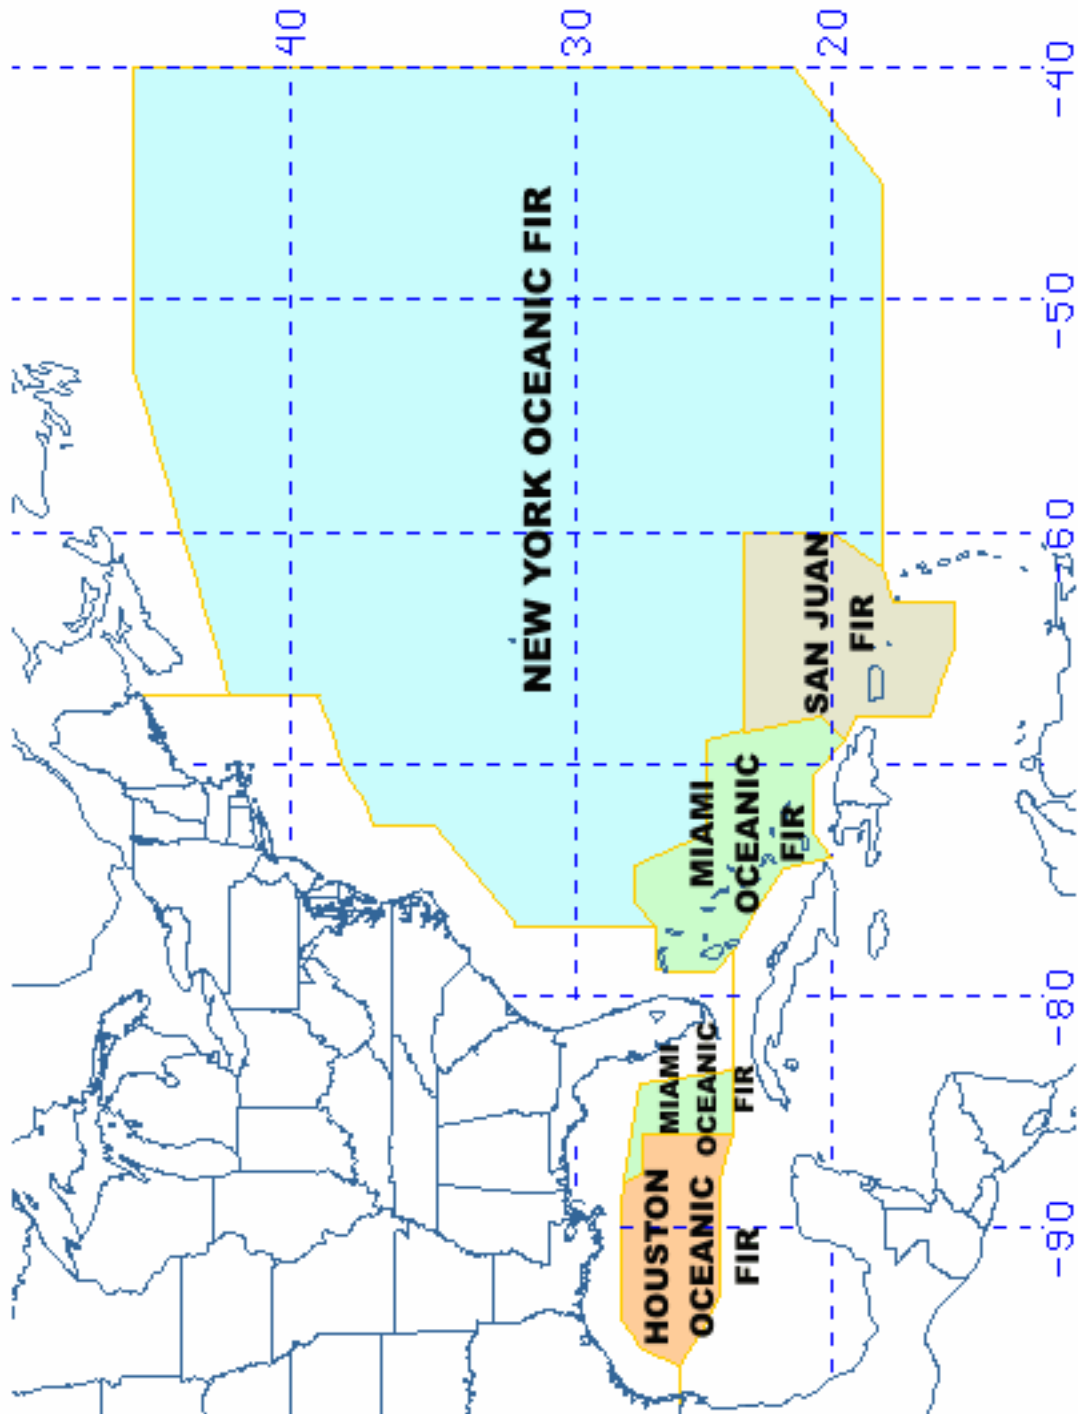 NEW YORK OCEANIC FIR
SAN JUAN
FIR
MIAMI
OCEANIC
FIR
MIAMI
OCEANIC
FIR
HOUSTON
OCEANIC
FIR
40
30
20
-90
-80
-60
-50
-40